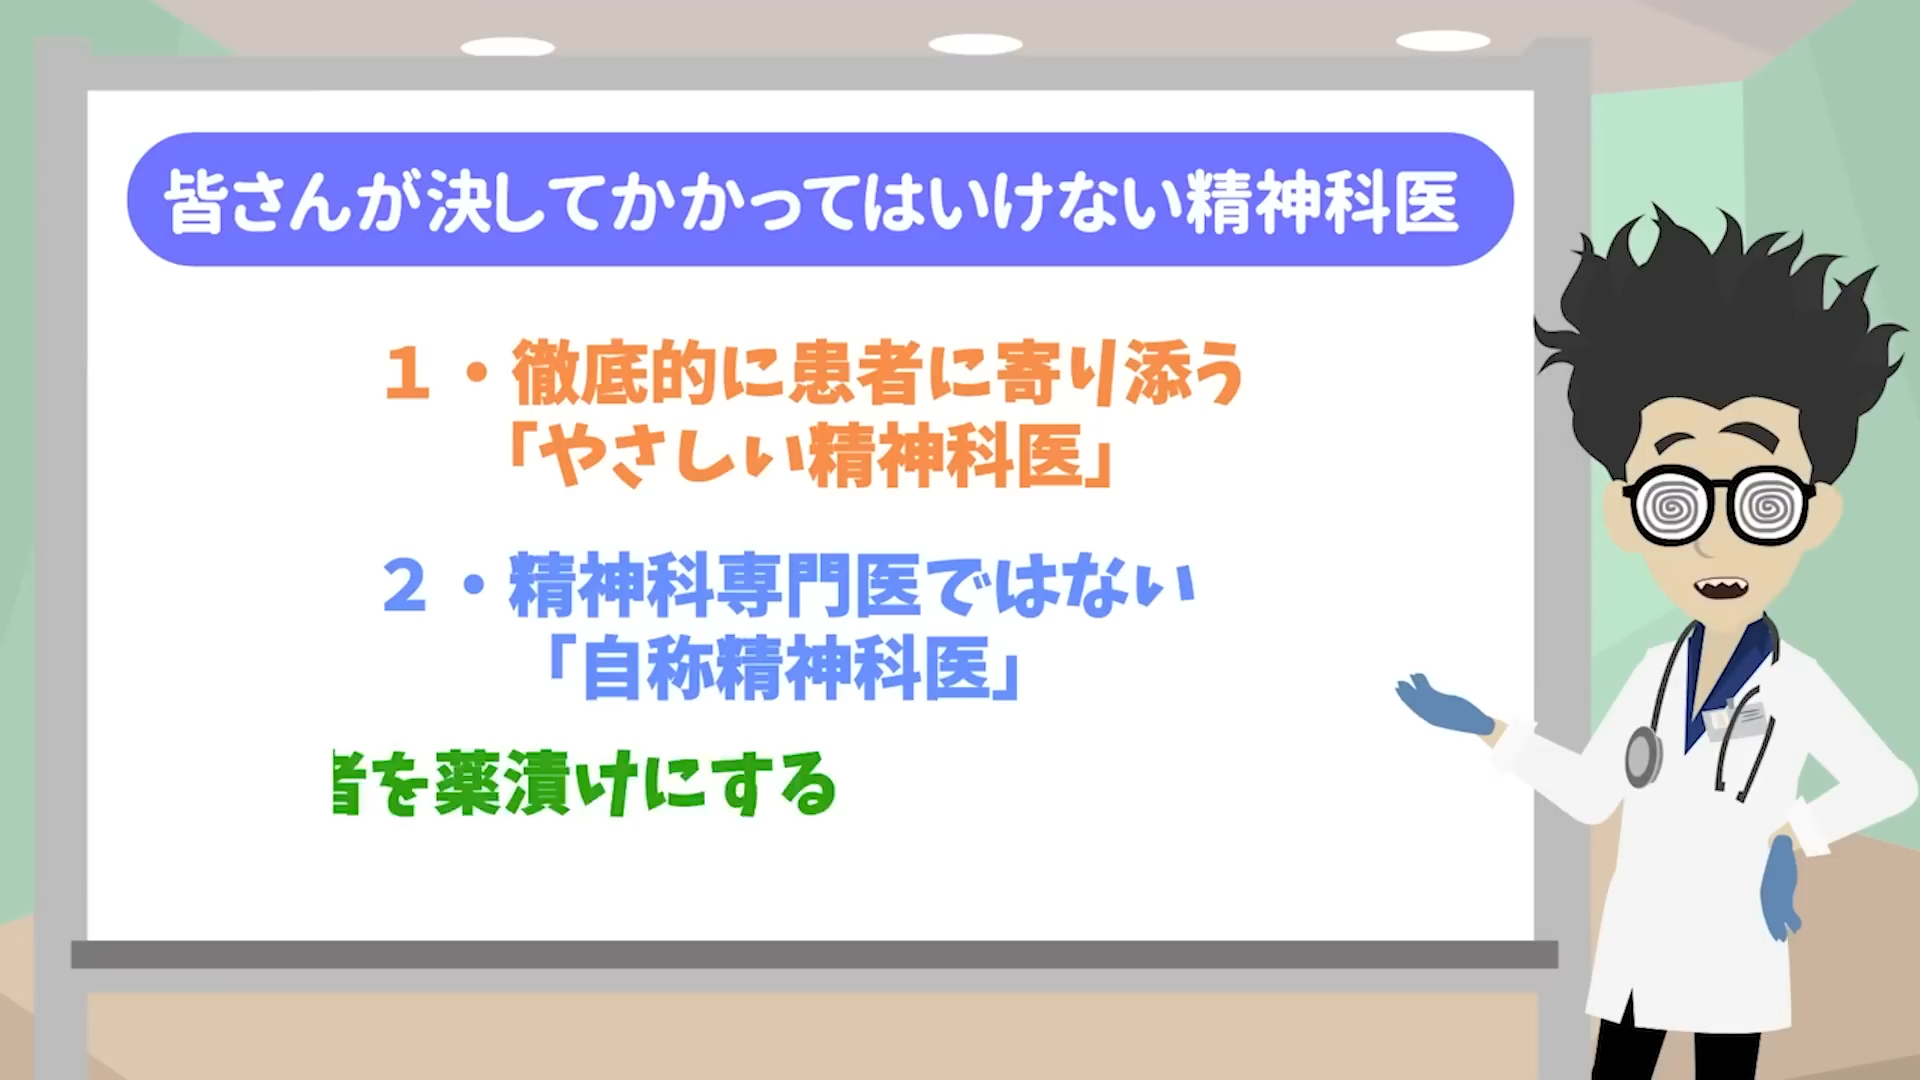 皆さんが決してかかってはいけない精神科医
１・徹底的に患者に寄り添う
「やさしい精神科医」
２・精神科専門医ではない
「自称精神科医」
者を薬漬けにする